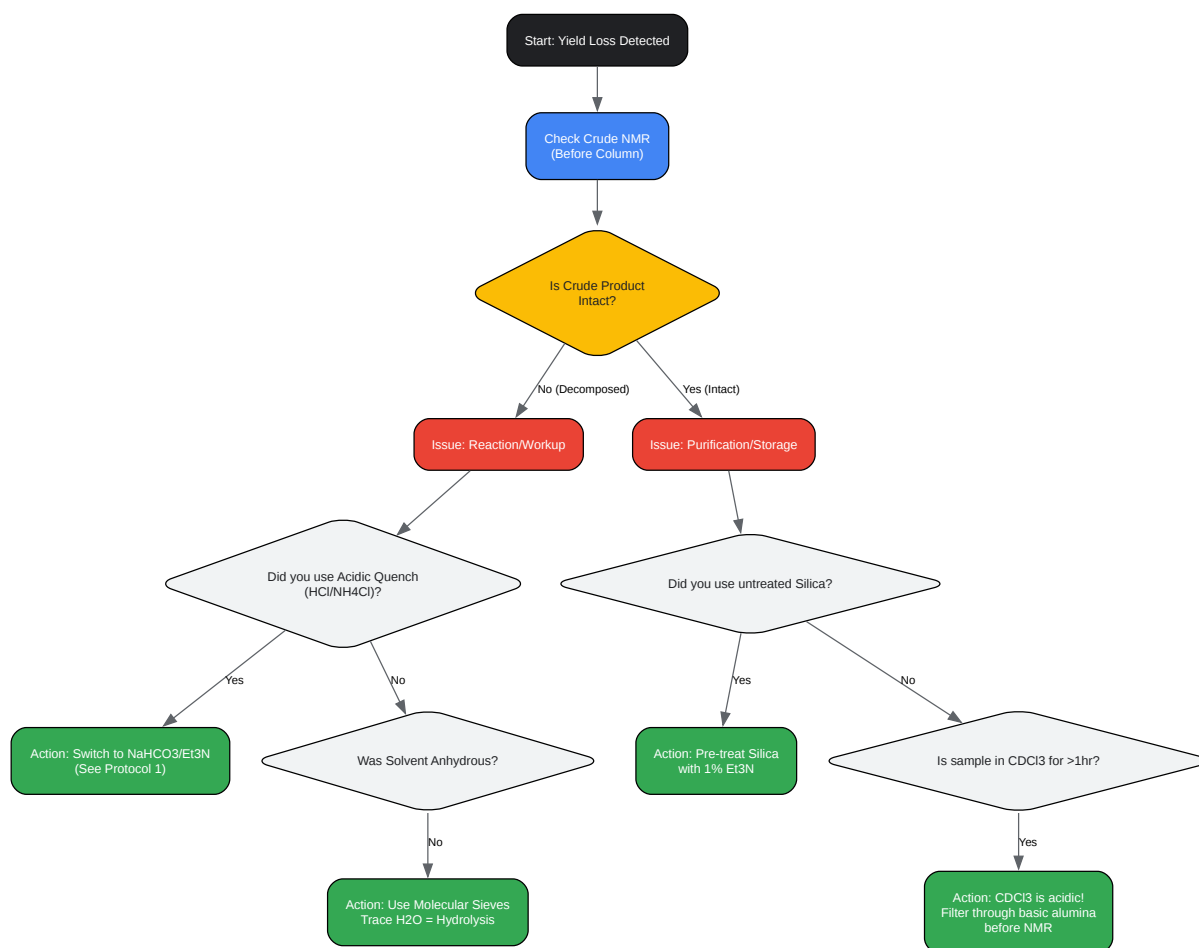 Start: Yield Loss Detected
Check Crude NMR
(Before Column)
Is Crude Product
Intact?
No (Decomposed)
Yes (Intact)
Issue: Reaction/Workup
Issue: Purification/Storage
Did you use Acidic Quench
(HCl/NH4Cl)?
Did you use untreated Silica?
Yes
No
Yes
No
Action: Switch to NaHCO3/Et3N
(See Protocol 1)
Was Solvent Anhydrous?
Action: Pre-treat Silica
with 1% Et3N
Is sample in CDCl3 for >1hr?
No
Yes
Action: Use Molecular Sieves
Trace H2O = Hydrolysis
Action: CDCl3 is acidic!
Filter through basic alumina
before NMR